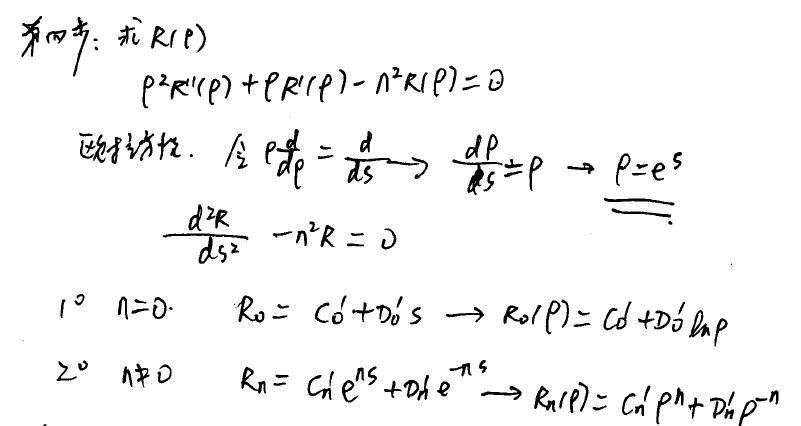 第四步: 求 R(ρ)
ρ²R''(ρ) + ρR'(ρ) - n²R(ρ) = 0
欧拉方程. 令 ρ d/dρ = d/ds → dρ/ds = ρ → ρ = e^s
d²R/ds² - n²R = 0
1° n=0. R₀ = C₀' + D₀' s → R₀(ρ) = C₀' + D₀' ln ρ
2° n≠0 Rₙ = Cₙ' e^{ns} + Dₙ' e^{-ns} → Rₙ(ρ) = Cₙ' ρ^n + Dₙ' ρ^{-n}